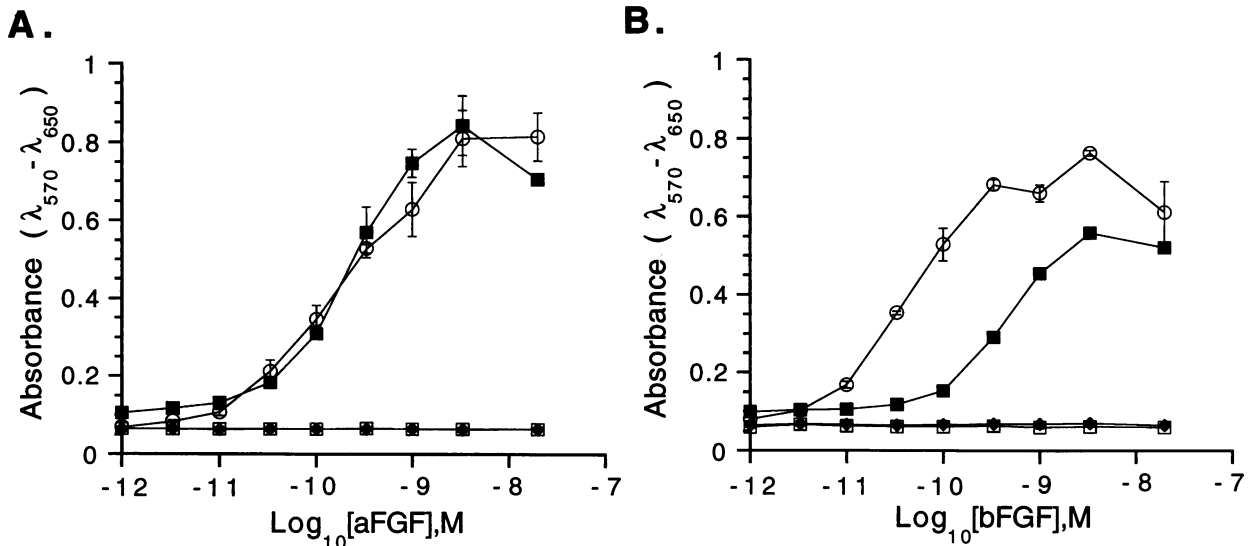 A.
B.
Absorbance ( λ570 - λ650)
1
0.8
0.6
0.4
0.2
0
-12 -11 -10 -9 -8 -7
Log10[aFGF],M
Absorbance ( λ570 - λ650)
1
0.8
0.6
0.4
0.2
0
-12 -11 -10 -9 -8 -7
Log10[bFGF],M